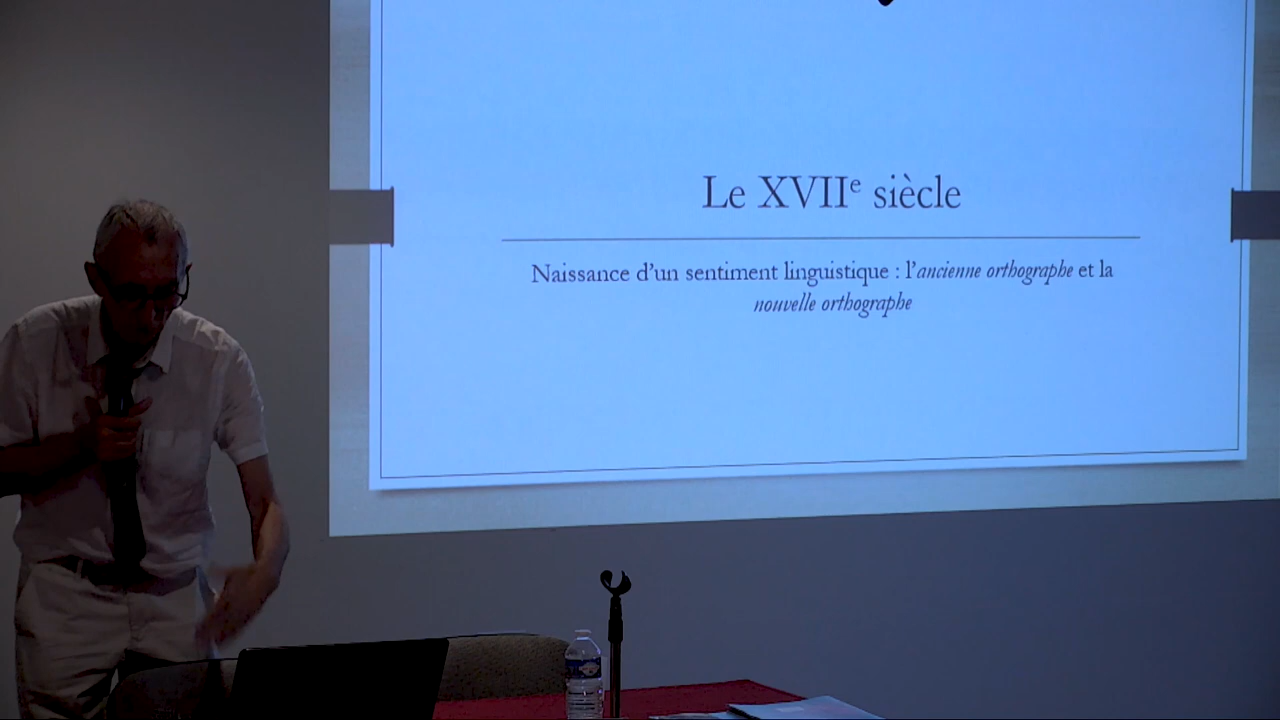 Le XVIIᵉ siècle
Naissance d’un sentiment linguistique : l’ancienne orthographe et la
nouvelle orthographe